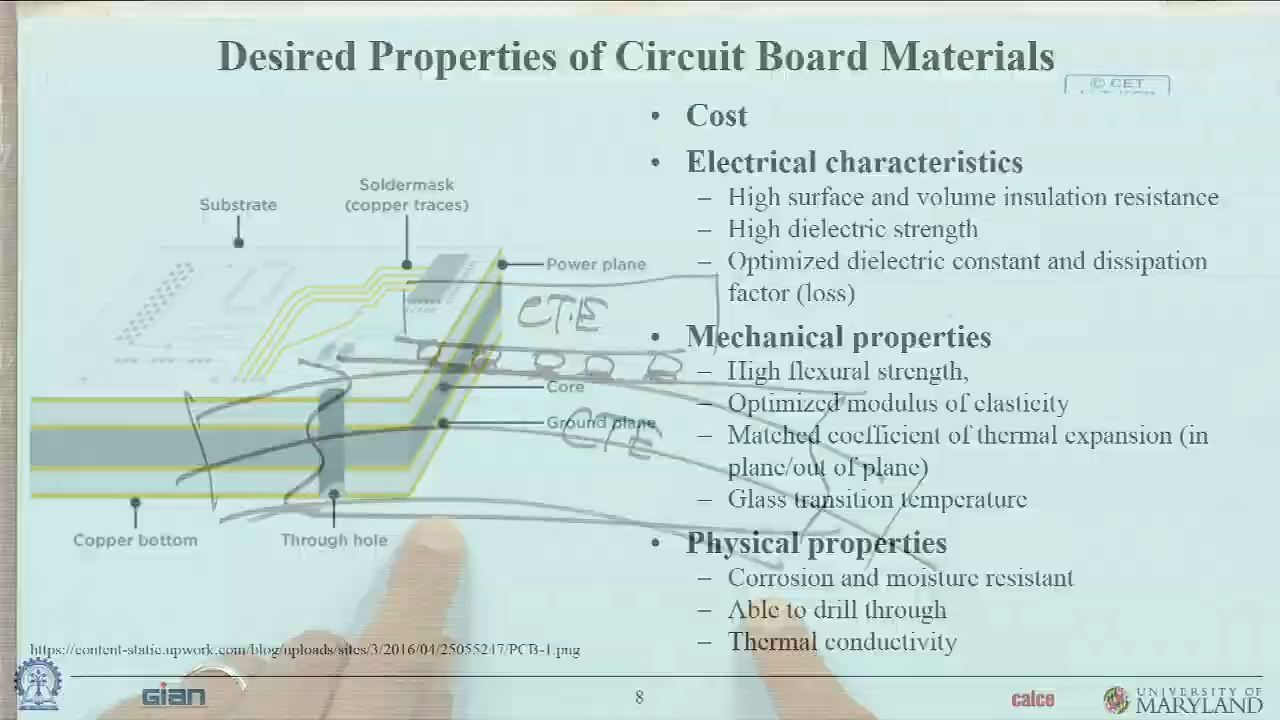 Desired Properties of Circuit Board Materials
© CET
• Cost
• Electrical characteristics
– High surface and volume insulation resistance
– High dielectric strength
– Optimized dielectric constant and dissipation
factor (loss)
• Mechanical properties
– High flexural strength,
– Optimized modulus of elasticity
– Matched coefficient of thermal expansion (in
plane/out of plane)
– Glass transition temperature
• Physical properties
– Corrosion and moisture resistant
– Able to drill through
– Thermal conductivity
Substrate
Soldermask
(copper traces)
Power plane
CTE
Core
Ground plane
CTE
Copper bottom
Through hole
https://content-static.upwork.com/blog/uploads/sites/3/2016/04/25055247/PCB-1.png
GIAN
8
calce
UNIVERSITY OF
MARYLAND